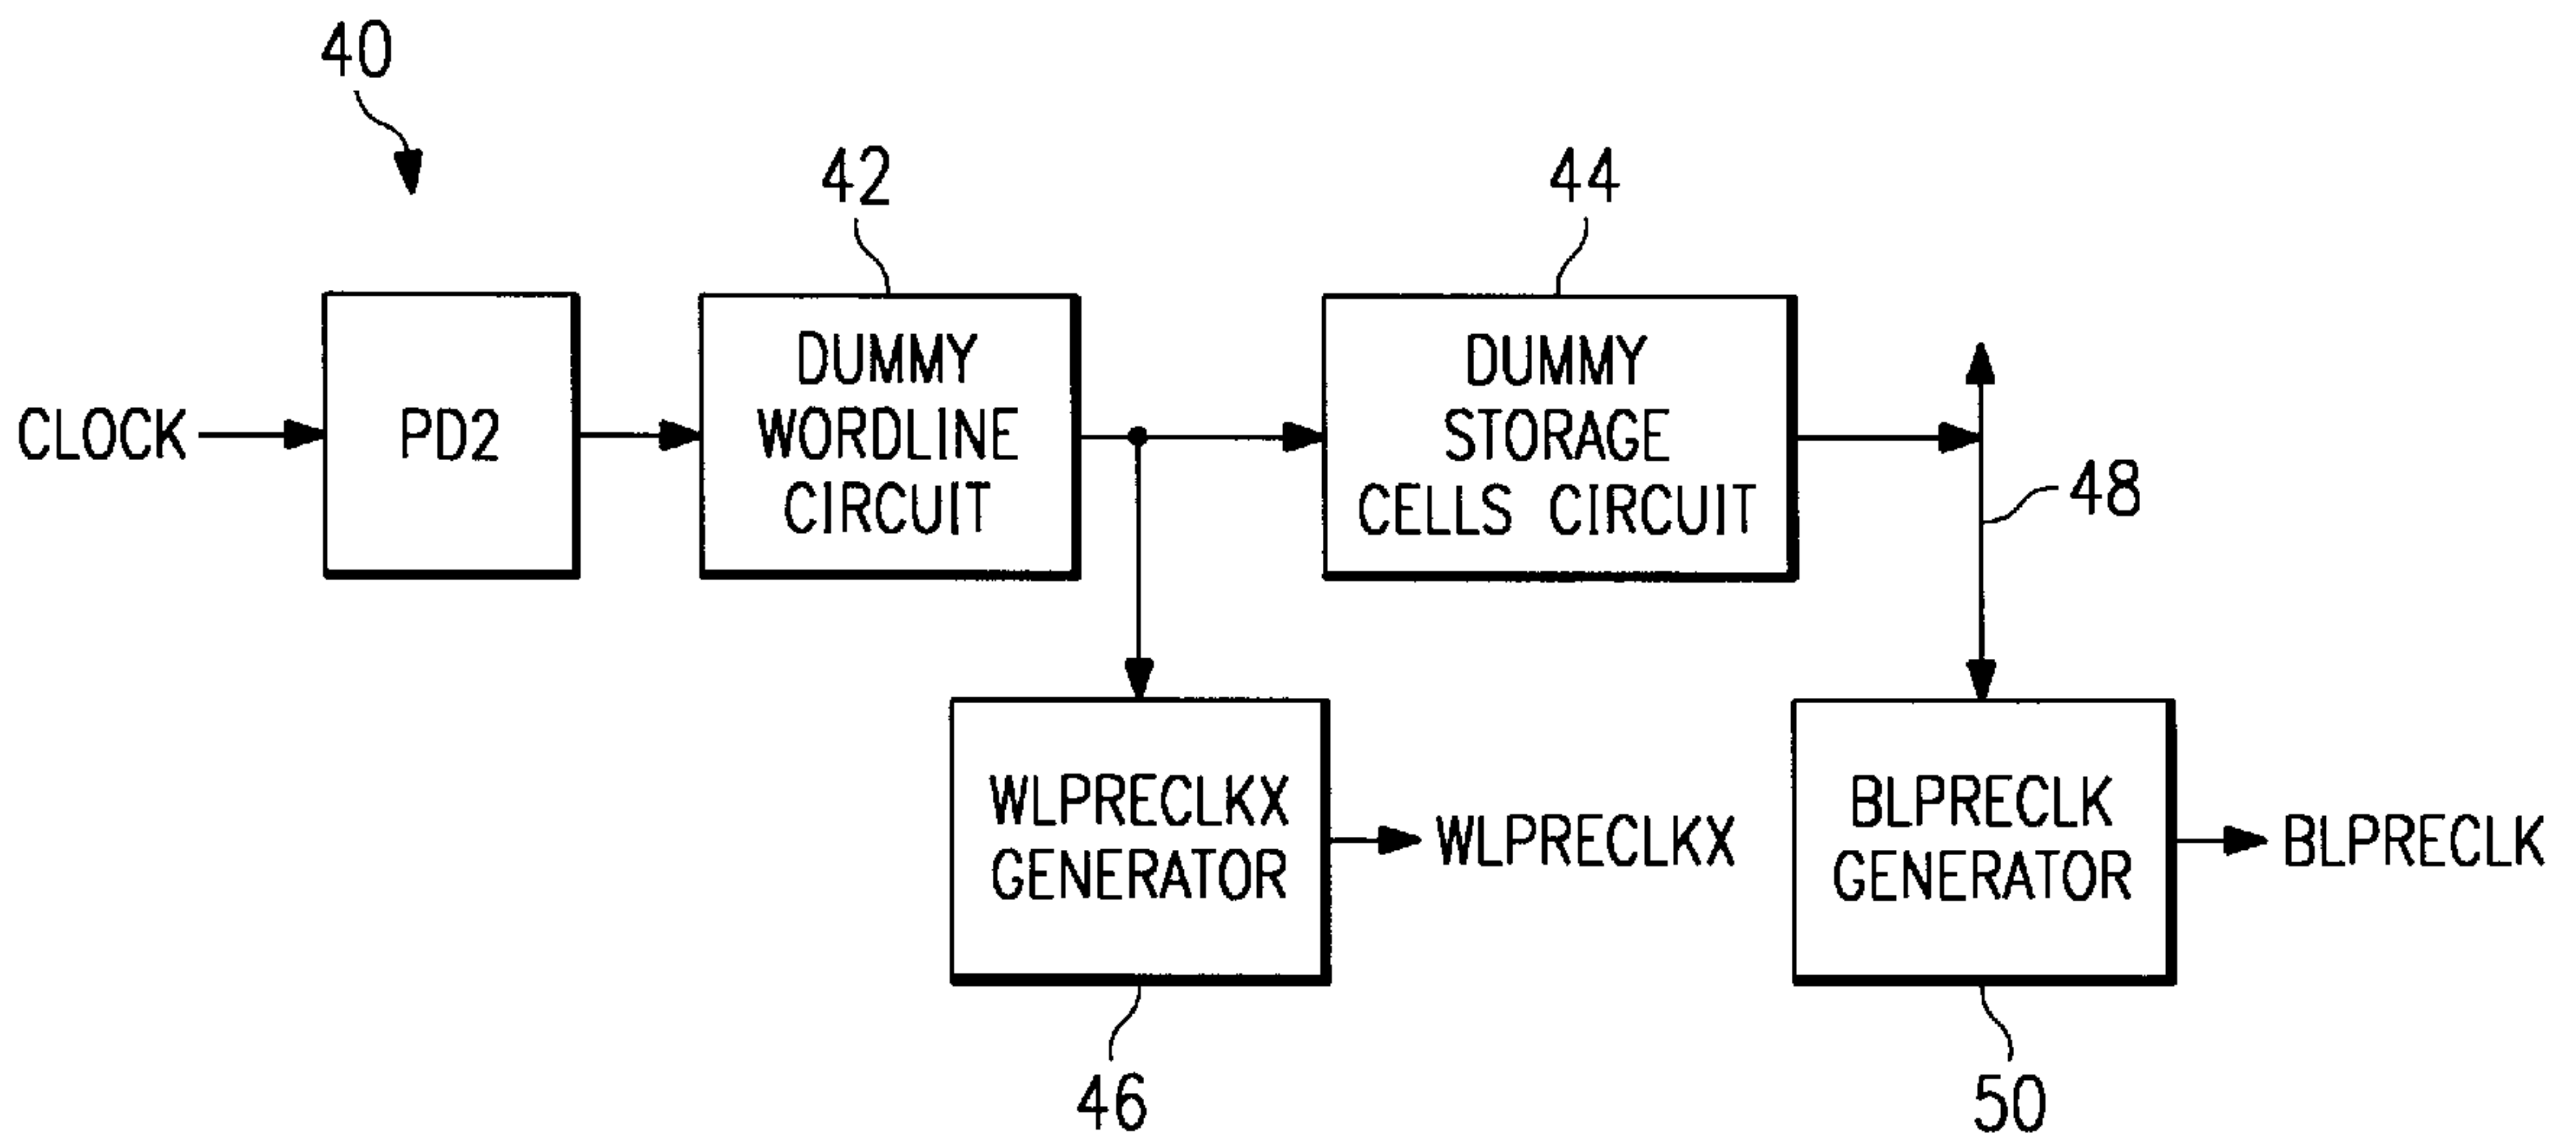 40
42
44
CLOCK
PD2
DUMMY
WORDLINE
CIRCUIT
DUMMY
STORAGE
CELLS CIRCUIT
48
WLPRECLKX
GENERATOR
WLPRECLKX
BLPRECLK
GENERATOR
BLPRECLK
46
50